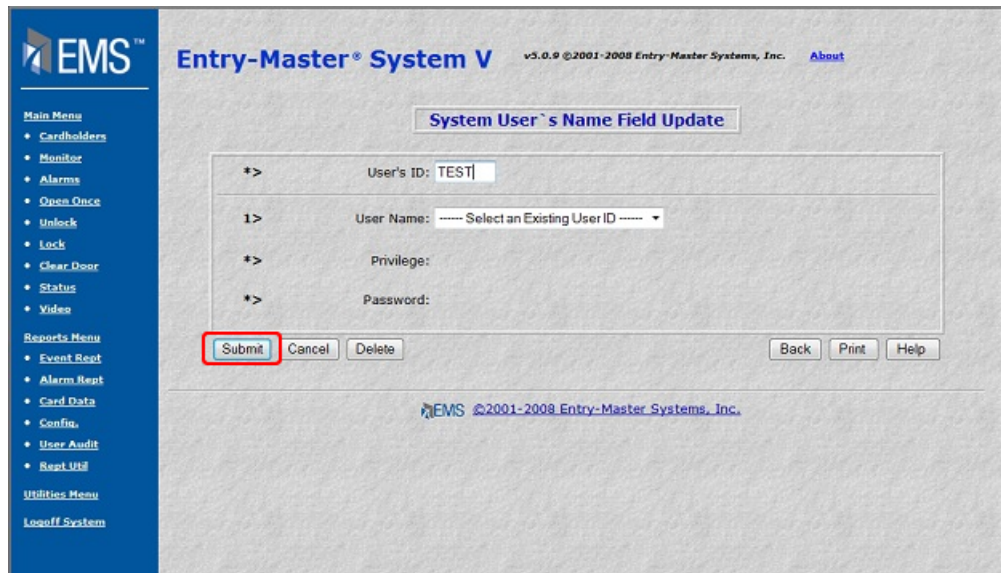 EMS™
Entry-Master® System V v5.0.9 ©2001-2008 Entry-Master Systems, Inc. About
System User`s Name Field Update
Main Menu
Cardholders
Monitor
Alarms
Open Once
Unlock
Lock
Clear Door
Status
Video
Reports Menu
Event Rept
Alarm Rept
Card Data
Config.
User Audit
Rept Util
Utilities Menu
Logoff System
*> User's ID: TEST
1> User Name: ------ Select an Existing User ID ------
*> Privilege:
*> Password:
Submit Cancel Delete Back Print Help
EMS ©2001-2008 Entry-Master Systems, Inc.